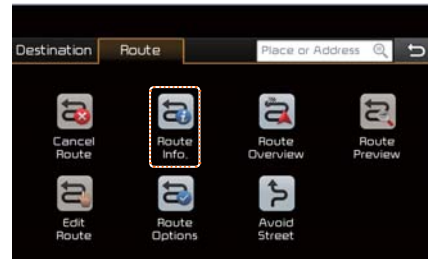 Destination
Route
Place or Address
Cancel
Route
Route
Info.
Route
Overview
Route
Preview
Edit
Route
Route
Options
Avoid
Street